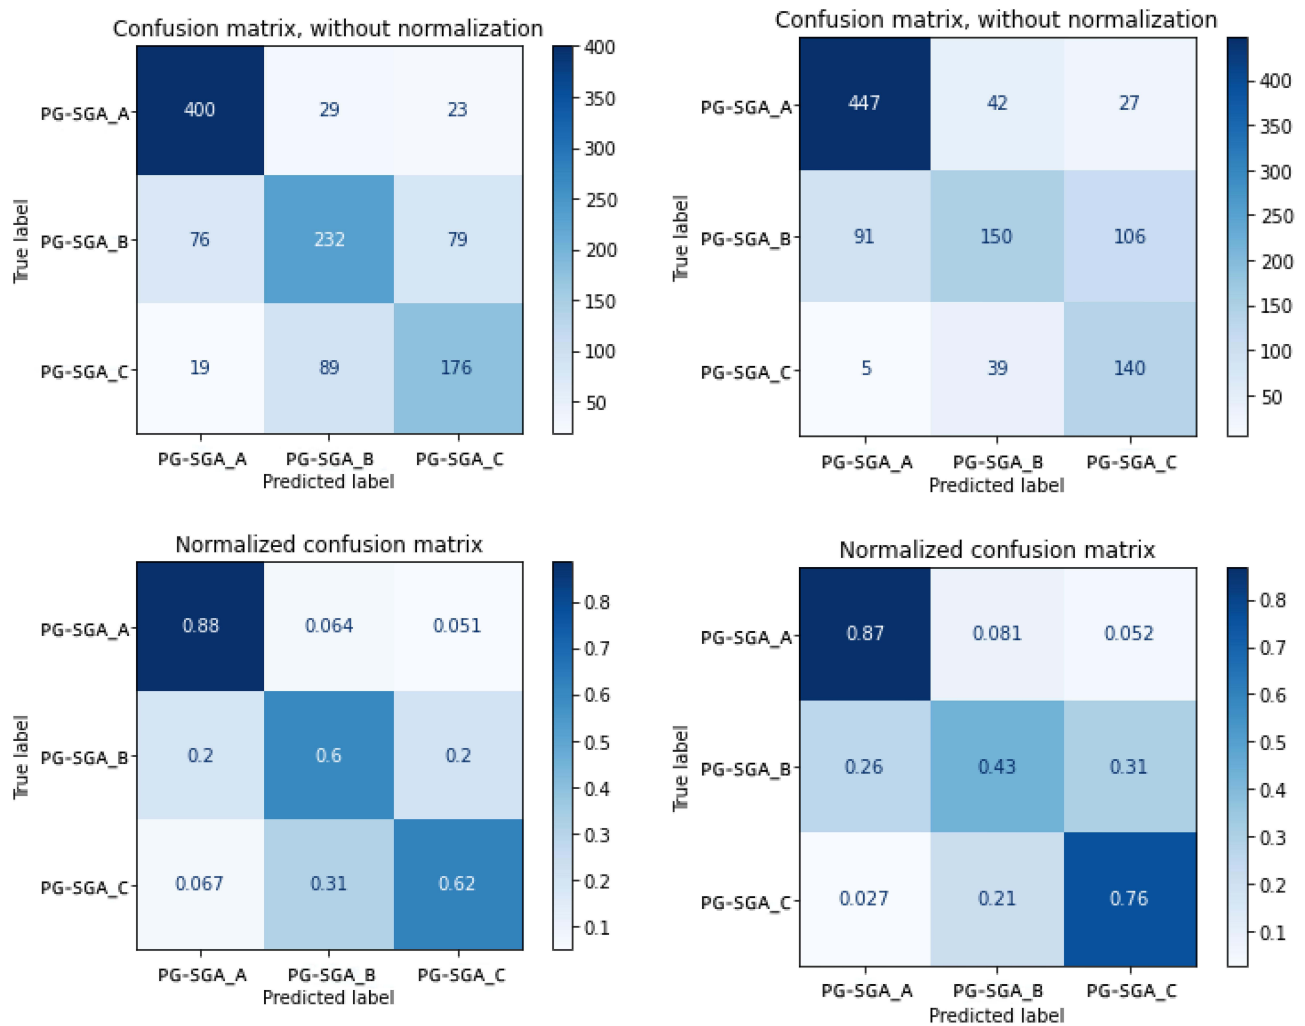 Confusion matrix, without normalization
PG-SGA_A 400 29 23
PG-SGA_B 76 232 79
PG-SGA_C 19 89 176
True label
PG-SGA_A PG-SGA_B PG-SGA_C
Predicted label
400
350
300
250
200
150
100
50
Confusion matrix, without normalization
PG-SGA_A 447 42 27
PG-SGA_B 91 150 106
PG-SGA_C 5 39 140
True label
PG-SGA_A PG-SGA_B PG-SGA_C
Predicted label
400
350
300
250
200
150
100
50
Normalized confusion matrix
PG-SGA_A 0.88 0.064 0.051
PG-SGA_B 0.2 0.6 0.2
PG-SGA_C 0.067 0.31 0.62
True label
PG-SGA_A PG-SGA_B PG-SGA_C
Predicted label
0.8
0.7
0.6
0.5
0.4
0.3
0.2
0.1
Normalized confusion matrix
PG-SGA_A 0.87 0.081 0.052
PG-SGA_B 0.26 0.43 0.31
PG-SGA_C 0.027 0.21 0.76
True label
PG-SGA_A PG-SGA_B PG-SGA_C
Predicted label
0.8
0.7
0.6
0.5
0.4
0.3
0.2
0.1